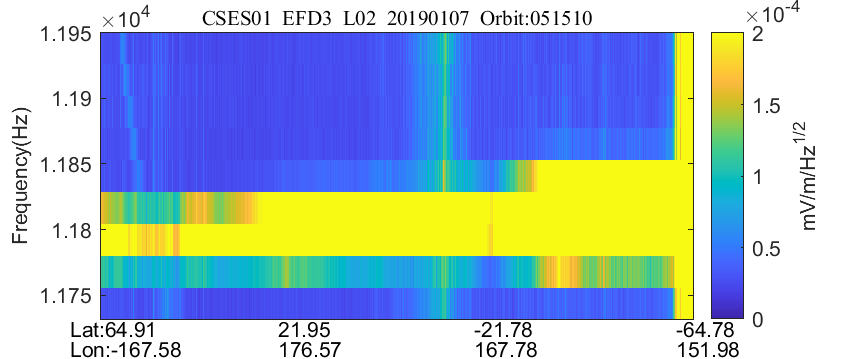 CSES01 EFD3 L02 20190107 Orbit:051510
×10^4
×10^-4
Frequency(Hz)
1.195
1.19
1.185
1.18
1.175
2
1.5
1
0.5
0
mV/m/Hz^1/2
Lat:64.91 21.95 -21.78 -64.78
Lon:-167.58 176.57 167.78 151.98